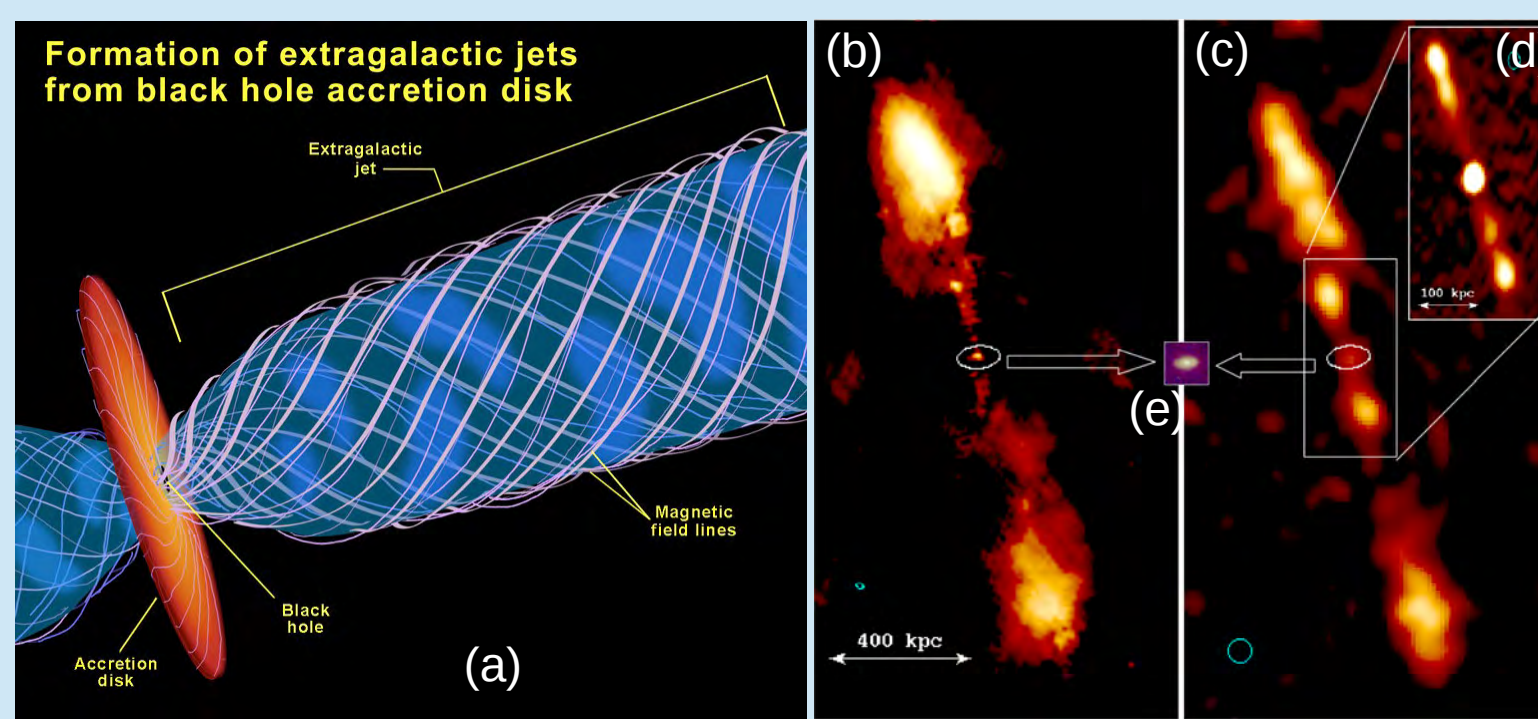 Formation of extragalactic jets
from black hole accretion disk
Extragalactic
jet
Magnetic
field lines
Black
hole
Accretion
disk
(a)
(b)
400 kpc
(c)
(d
100 kpc
(e)